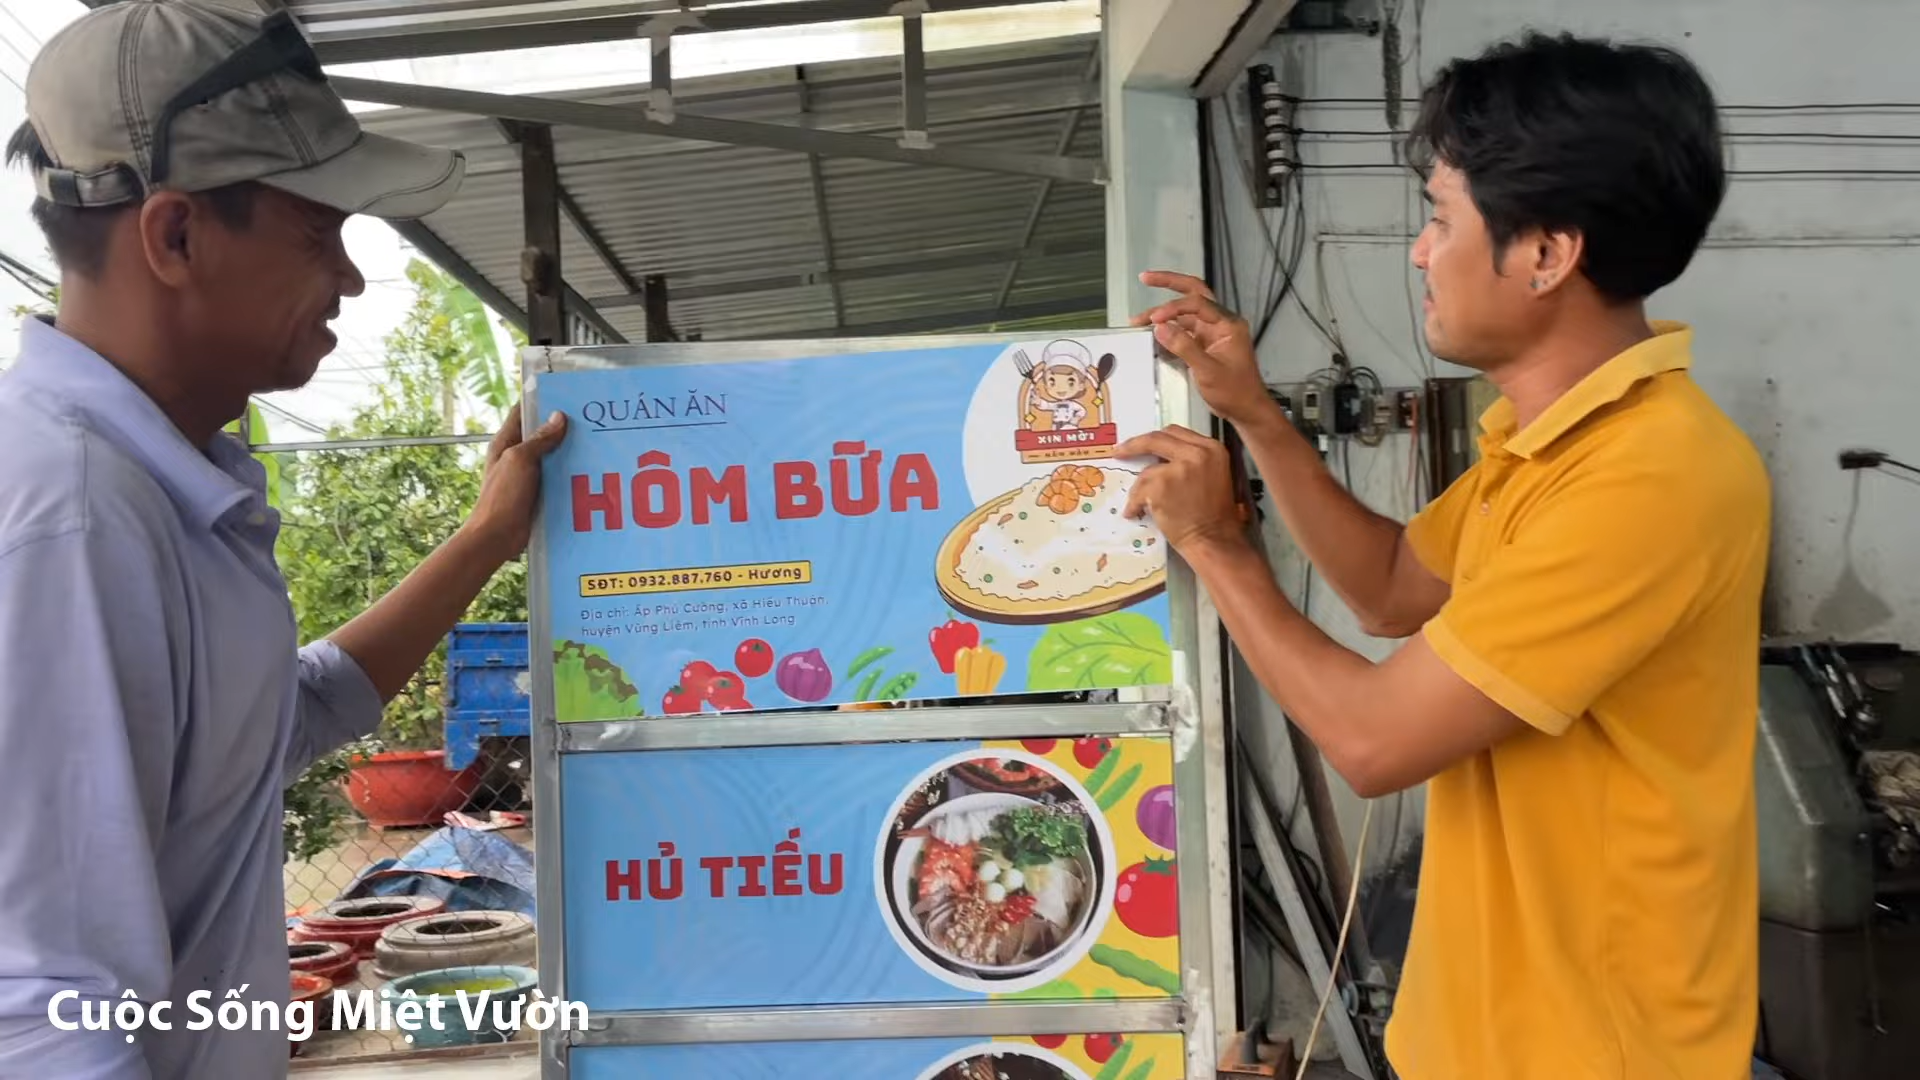 QUÁN ĂN
XIN MỜI
HÔM BỮA
SĐT: 0932.887.760 - Hương
Địa chỉ: Ấp Phú Cường, xã Hiếu Thuận,
huyện Vũng Liêm, tỉnh Vĩnh Long
HỦ TIẾU
Cuộc Sống Miệt Vườn